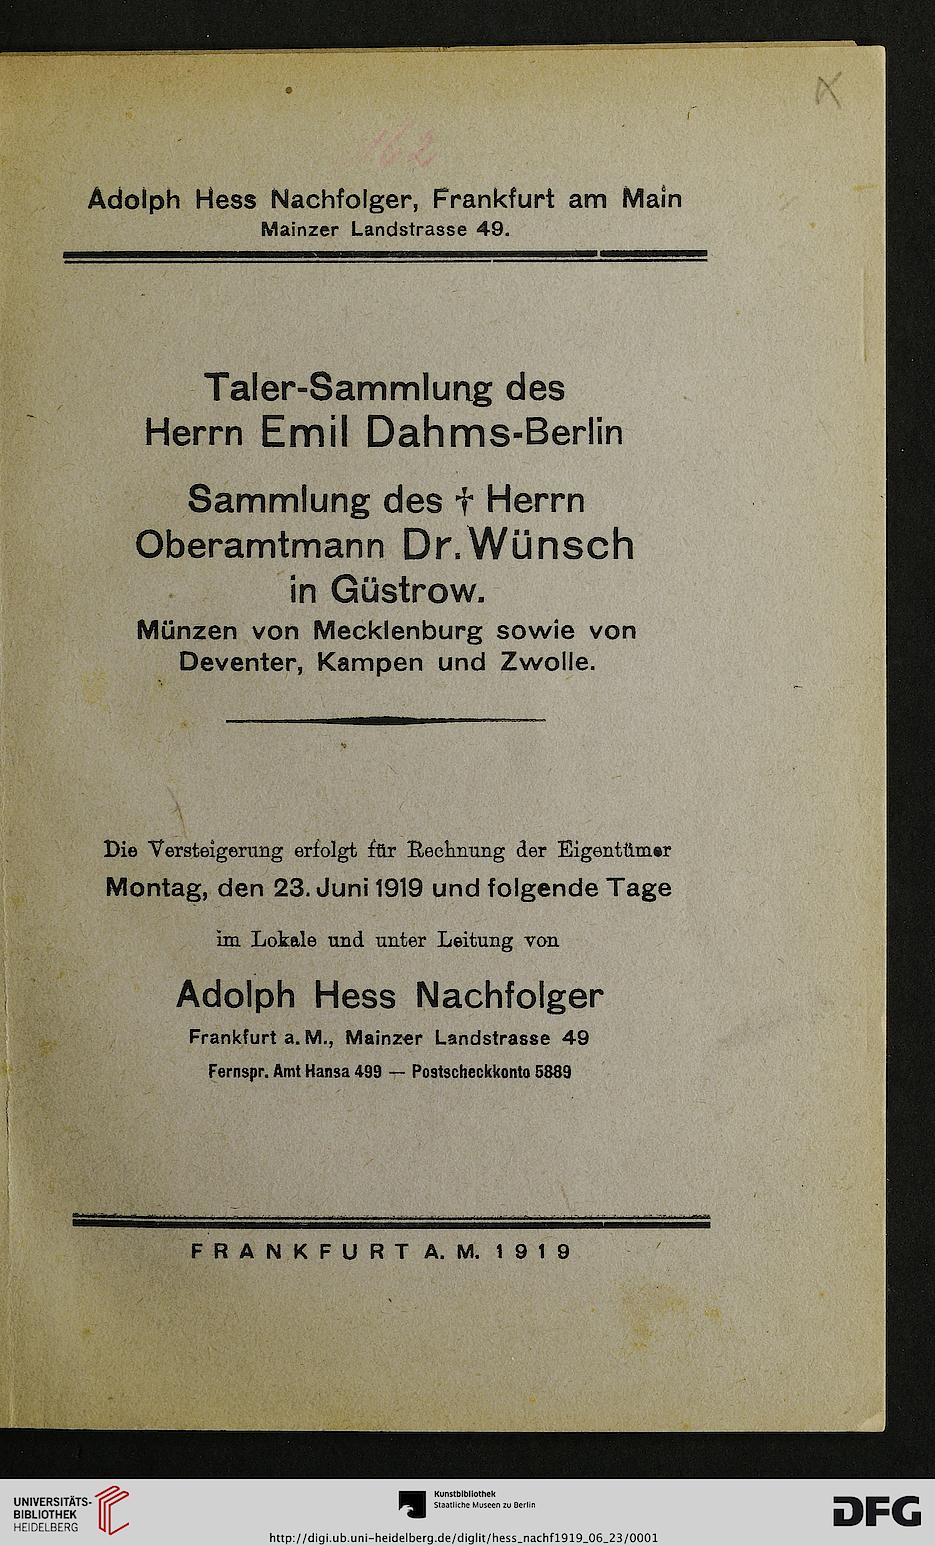 162
Adolph Hess Nachfolger, Frankfurt am Main
Mainzer Landstrasse 49.
Taler-Sammlung des
Herrn Emil Dahms-Berlin
Sammlung des † Herrn
Oberamtmann Dr. Wünsch
in Güstrow.
Münzen von Mecklenburg sowie von
Deventer, Kampen und Zwolle.
Die Versteigerung erfolgt für Rechnung der Eigentümer
Montag, den 23. Juni 1919 und folgende Tage
im Lokale und unter Leitung von
Adolph Hess Nachfolger
Frankfurt a. M., Mainzer Landstrasse 49
Fernspr. Amt Hansa 499 — Postscheckkonto 5889
FRANKFURT A. M. 1919
UNIVERSITÄTS-
BIBLIOTHEK
HEIDELBERG
Kunstbibliothek
Staatliche Museen zu Berlin
DFG
http://digi.ub.uni-heidelberg.de/diglit/hess_nachf1919_06_23/0001